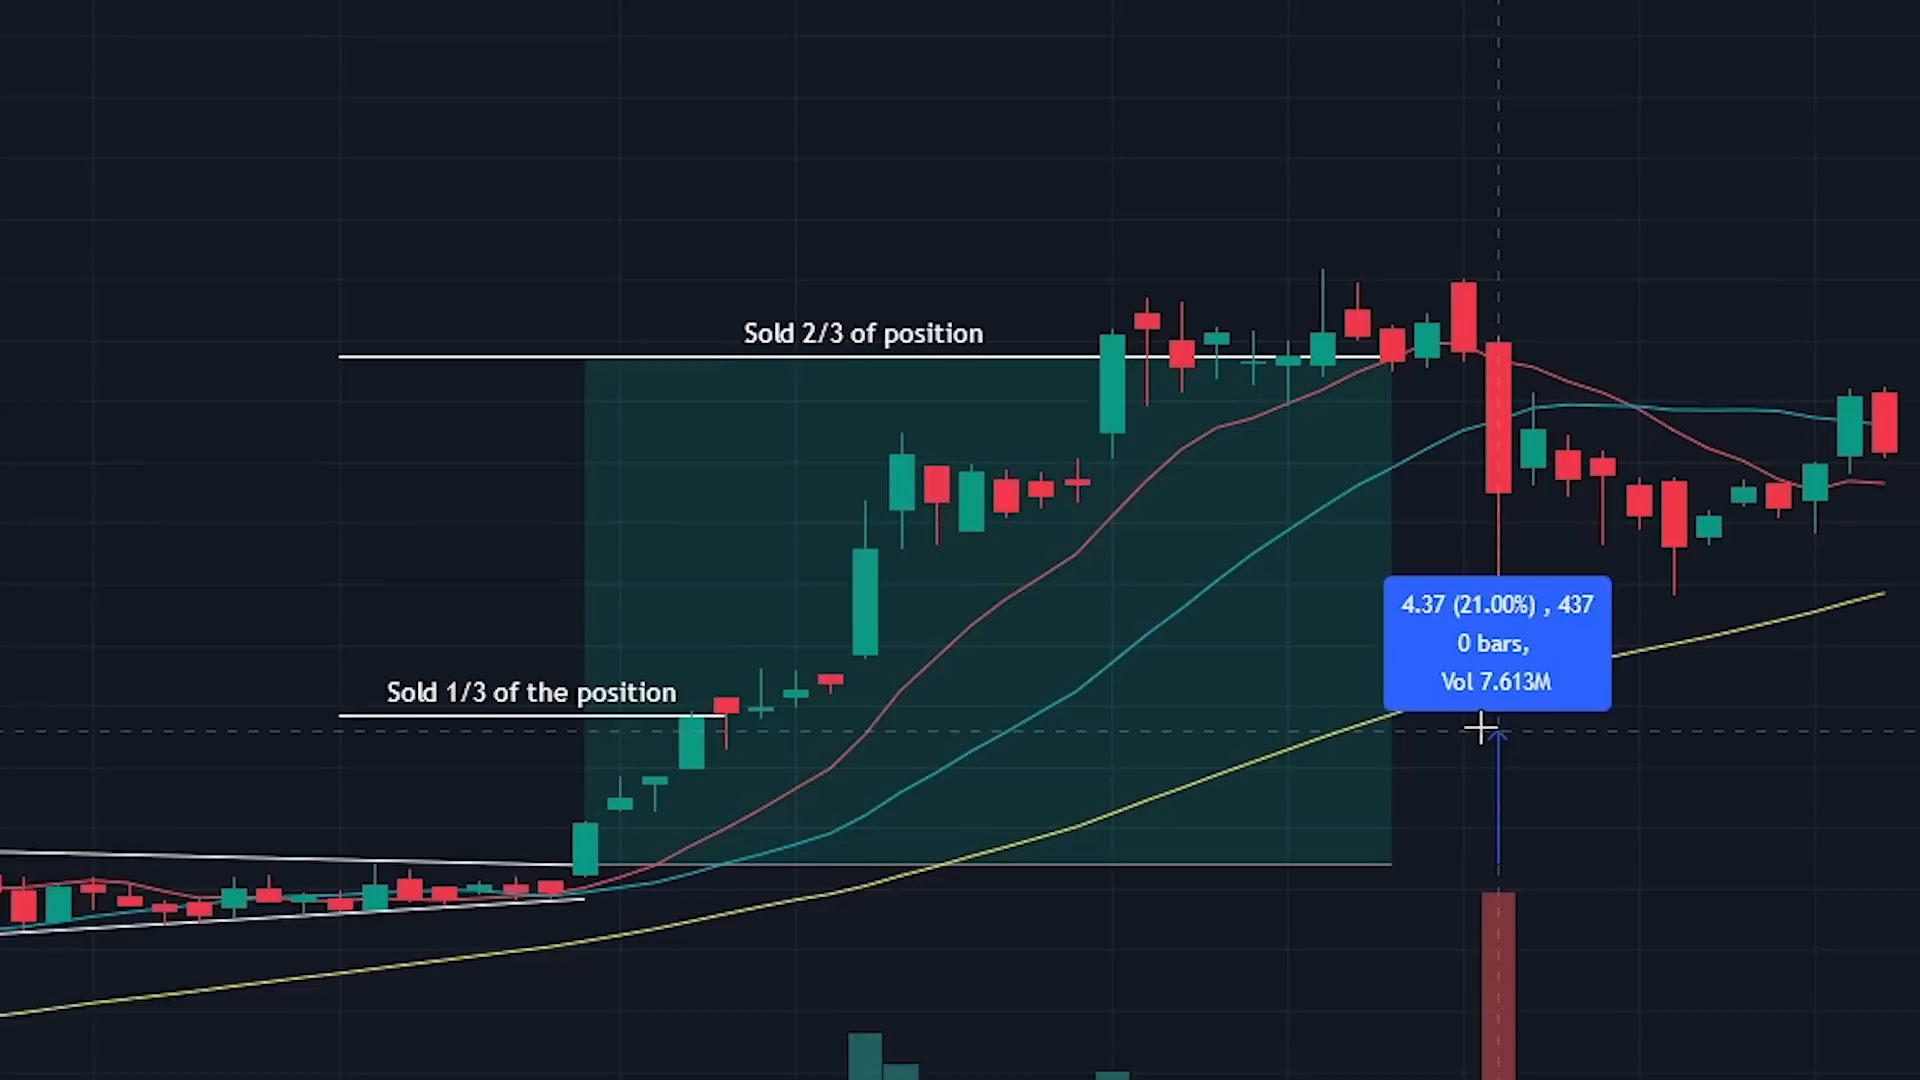 Sold 2/3 of position
4.37 (21.00%) , 437
0 bars,
Vol 7.613M
Sold 1/3 of the position